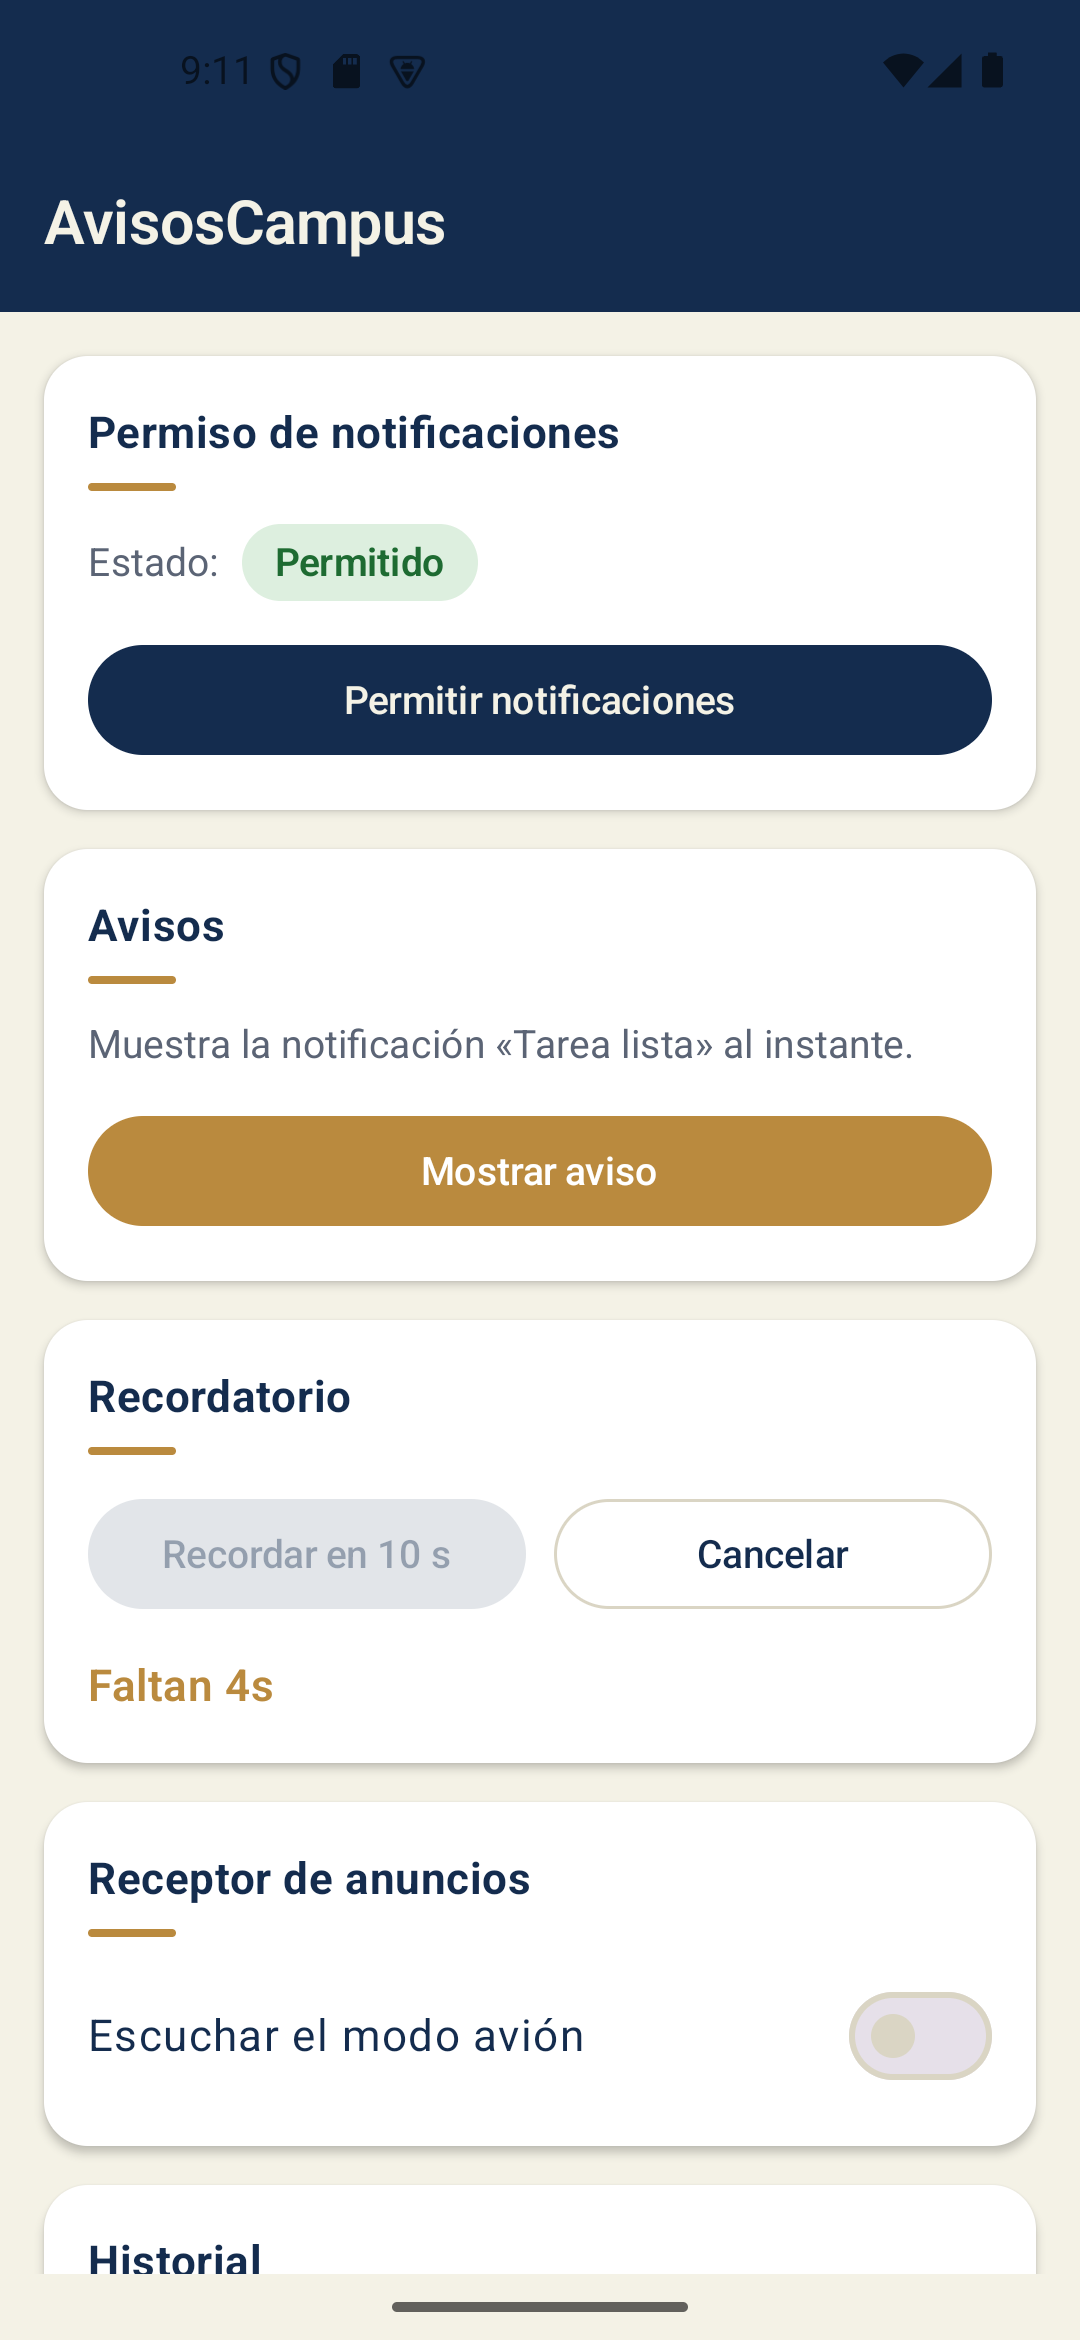 9:11
AvisosCampus
Permiso de notificaciones
Estado: Permitido
Permitir notificaciones
Avisos
Muestra la notificación «Tarea lista» al instante.
Mostrar aviso
Recordatorio
Recordar en 10 s
Cancelar
Faltan 4s
Receptor de anuncios
Escuchar el modo avión
Historial